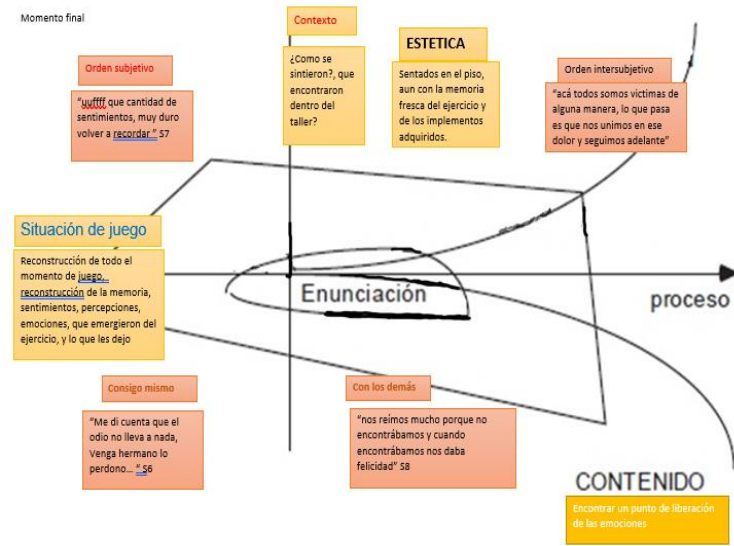 Momento final
Contexto
¿Como se
sintieron?, que
encontraron
dentro del
taller?
ESTETICA
Sentados en el piso,
aun con la memoria
fresca del ejercicio y
de los implementos
adquiridos.
Orden subjetivo
“uuffff que cantidad de
sentimientos, muy duro
volver a recordar ” S7
Orden intersubjetivo
“acá todos somos victimas de
alguna manera, lo que pasa
es que nos unimos en ese
dolor y seguimos adelante”
Situación de juego
Reconstrucción de todo el
momento de juego,
reconstrucción de la memoria,
sentimientos, percepciones,
emociones, que emergieron del
ejercicio, y lo que les dejo
Enunciación
proceso
Consigo mismo
“Me di cuenta que el
odio no lleva a nada,
Venga hermano lo
perdono... “ S6
Con los demás
“nos reímos mucho porque no
encontrábamos y cuando
encontrábamos nos daba
felicidad” S8
CONTENIDO
Encontrar un punto de liberación
de las emociones